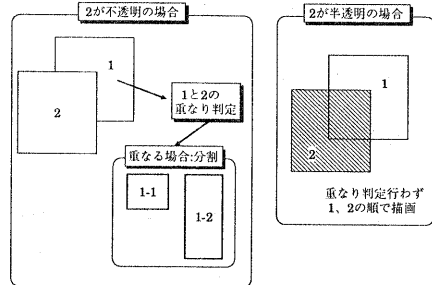 2が不透明の場合
1
2
1と2の
重なり判定
重なる場合:分割
1-1
1-2
2が半透明の場合
1
2
重なり判定行わず
1、2の順で描画